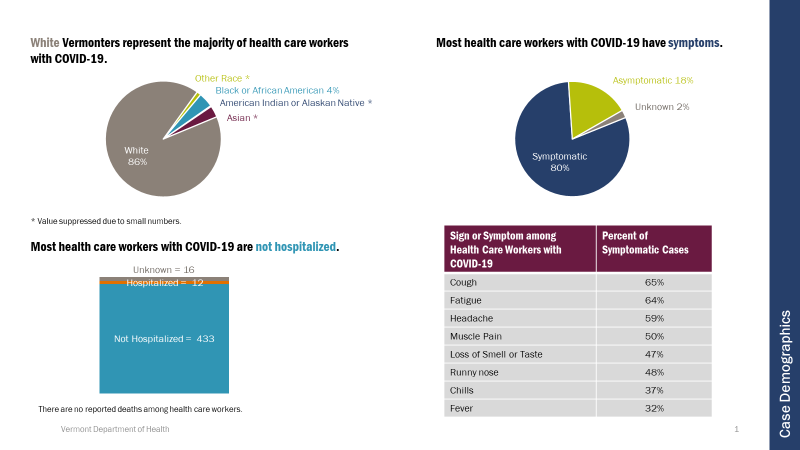 White Vermonters represent the majority of health care workers
with COVID-19.
Other Race *
Black or African American 4%
American Indian or Alaskan Native *
Asian *
White
86%
* Value suppressed due to small numbers.
Most health care workers with COVID-19 are not hospitalized.
Unknown = 16
Hospitalized = 12
Not Hospitalized = 433
There are no reported deaths among health care workers.
Vermont Department of Health
Most health care workers with COVID-19 have symptoms.
Asymptomatic 18%
Unknown 2%
Symptomatic
80%
Sign or Symptom among
Health Care Workers with
COVID-19
Percent of
Symptomatic Cases
Cough 65%
Fatigue 64%
Headache 59%
Muscle Pain 50%
Loss of Smell or Taste 47%
Runny nose 48%
Chills 37%
Fever 32%
1
Case Demographics